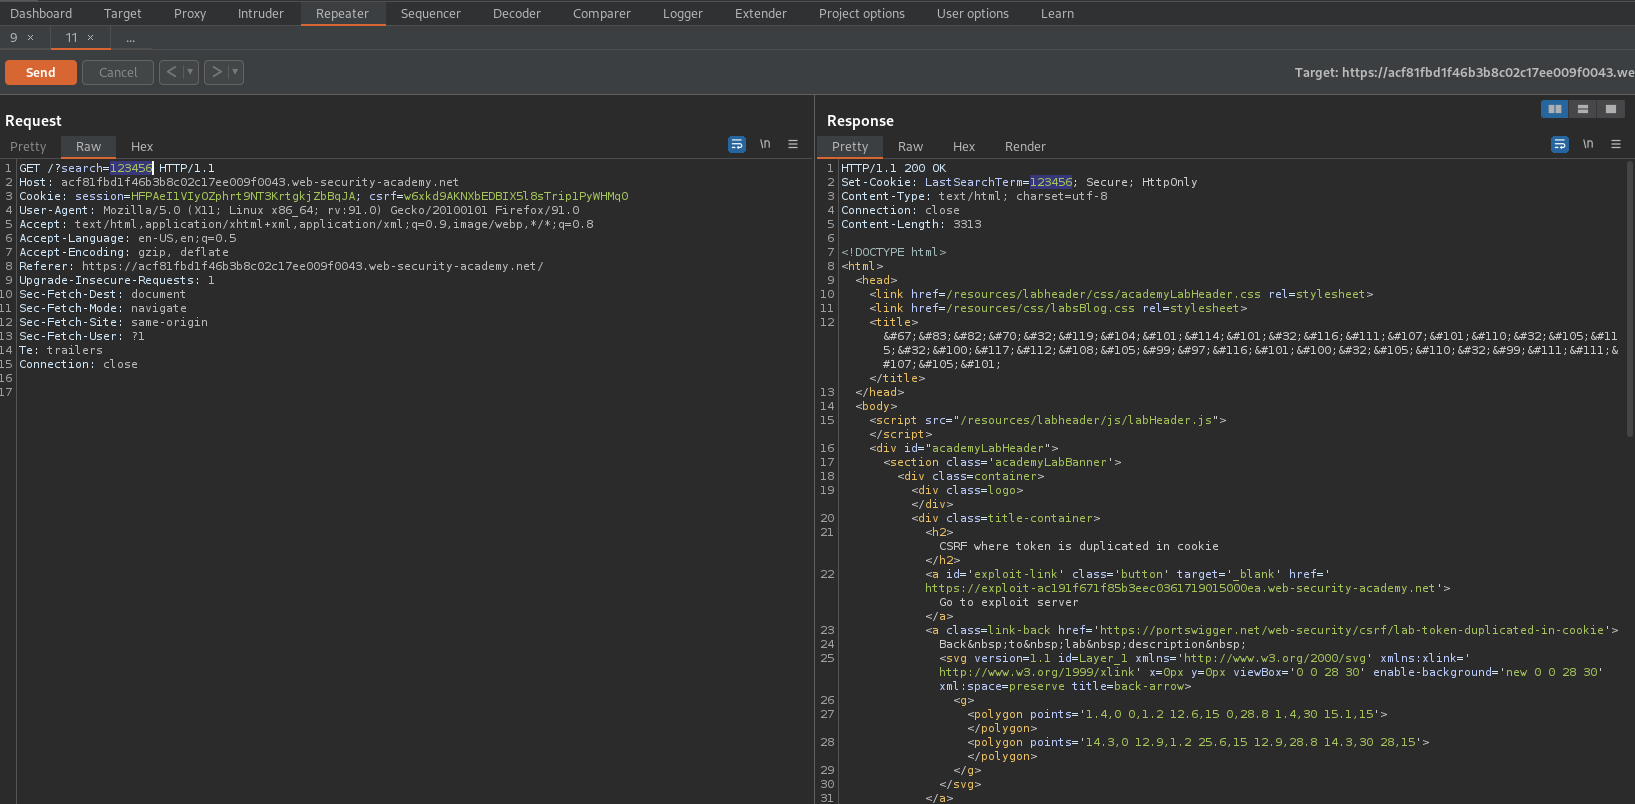 Dashboard Target Proxy Intruder Repeater Sequencer Decoder Comparer Logger Extender Project options User options Learn
9 × 11 × ...
Send Cancel < ▾ > ▾ Target: https://acf81fbd1f46b3b8c02c17ee009f0043.we
Request
Pretty Raw Hex \n ≡
1 GET /?search=123456 HTTP/1.1
2 Host: acf81fbd1f46b3b8c02c17ee009f0043.web-security-academy.net
3 Cookie: session=HFPAeI1VIyOZphrt9NT3KrtgkjZbBqJA; csrf=w6xkd9AKNXbEDBIX5l8sTrip1PyWHMqO
4 User-Agent: Mozilla/5.0 (X11; Linux x86_64; rv:91.0) Gecko/20100101 Firefox/91.0
5 Accept: text/html,application/xhtml+xml,application/xml;q=0.9,image/webp,*/*;q=0.8
6 Accept-Language: en-US,en;q=0.5
7 Accept-Encoding: gzip, deflate
8 Referer: https://acf81fbd1f46b3b8c02c17ee009f0043.web-security-academy.net/
9 Upgrade-Insecure-Requests: 1
10 Sec-Fetch-Dest: document
11 Sec-Fetch-Mode: navigate
12 Sec-Fetch-Site: same-origin
13 Sec-Fetch-User: ?1
14 Te: trailers
15 Connection: close
16
17
Response
Pretty Raw Hex Render \n ≡
1 HTTP/1.1 200 OK
2 Set-Cookie: LastSearchTerm=123456; Secure; HttpOnly
3 Content-Type: text/html; charset=utf-8
4 Connection: close
5 Content-Length: 3313
6
7 <!DOCTYPE html>
8 <html>
9 <head>
10 <link href=/resources/labheader/css/academyLabHeader.css rel=stylesheet>
11 <link href=/resources/css/labsBlog.css rel=stylesheet>
12 <title>
&#67;&#83;&#82;&#70;&#32;&#119;&#104;&#101;&#114;&#101;&#32;&#116;&#111;&#107;&#101;&#110;&#32;&#105;&#11
5;&#32;&#100;&#117;&#112;&#108;&#105;&#99;&#97;&#116;&#101;&#100;&#32;&#105;&#110;&#32;&#99;&#111;&#111;&
#107;&#105;&#101;
</title>
13 </head>
14 <body>
15 <script src="/resources/labheader/js/labHeader.js">
</script>
16 <div id="academyLabHeader">
17 <section class='academyLabBanner'>
18 <div class=container>
19 <div class=logo>
</div>
20 <div class=title-container>
21 <h2>
CSRF where token is duplicated in cookie
</h2>
22 <a id='exploit-link' class='button' target='_blank' href='
https://exploit-ac191f671f85b3eec0361719015000ea.web-security-academy.net'>
Go to exploit server
</a>
23 <a class=link-back href='https://portswigger.net/web-security/csrf/lab-token-duplicated-in-cookie'>
24 Back&nbsp;to&nbsp;lab&nbsp;description&nbsp;
25 <svg version=1.1 id=Layer_1 xmlns='http://www.w3.org/2000/svg' xmlns:xlink='
http://www.w3.org/1999/xlink' x=0px y=0px viewBox='0 0 28 30' enable-background='new 0 0 28 30'
xml:space=preserve title=back-arrow>
26 <g>
27 <polygon points='1.4,0 0,1.2 12.6,15 0,28.8 1.4,30 15.1,15'>
</polygon>
28 <polygon points='14.3,0 12.9,1.2 25.6,15 12.9,28.8 14.3,30 28,15'>
</polygon>
29 </g>
30 </svg>
31 </a>